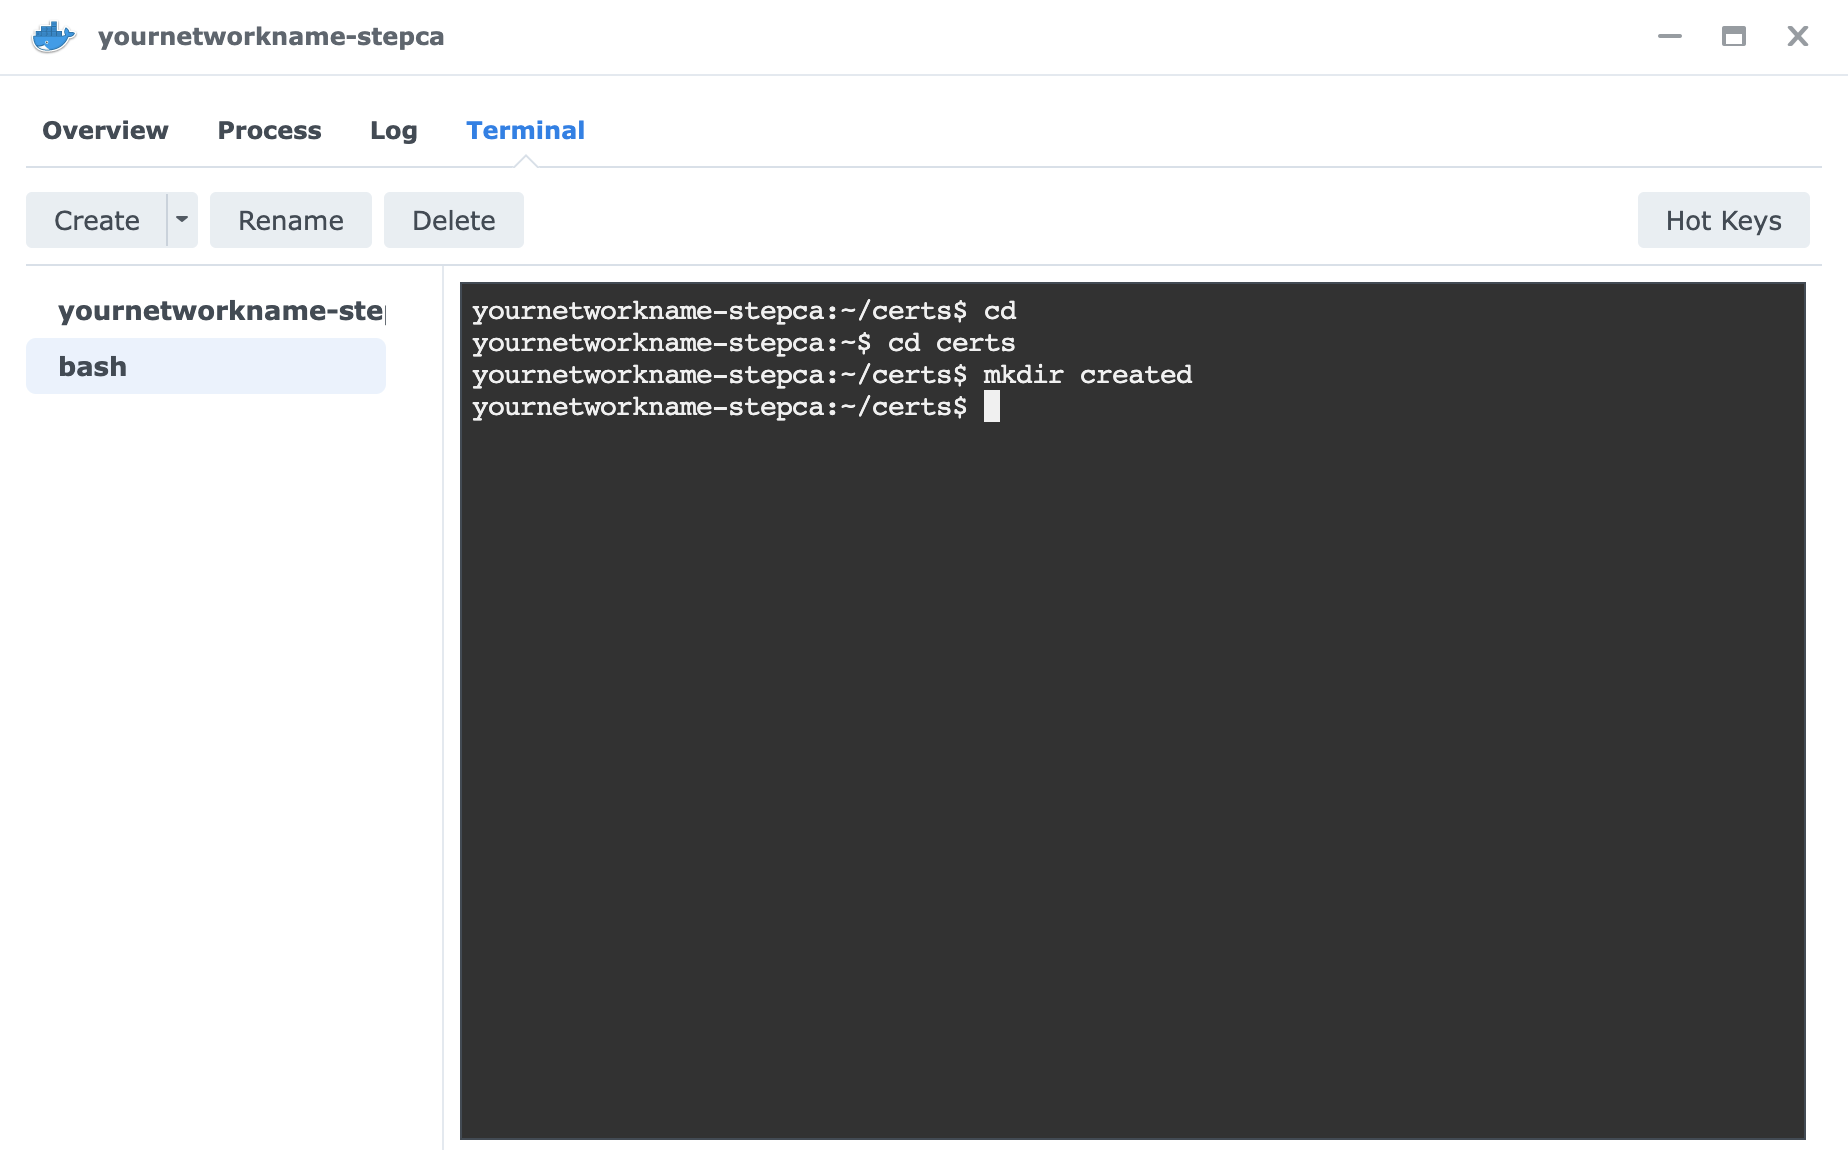 yournetworkname-stepca
Overview Process Log Terminal
Create Rename Delete Hot Keys
yournetworkname-step
bash
yournetworkname-stepca:~/certs$ cd
yournetworkname-stepca:~$ cd certs
yournetworkname-stepca:~/certs$ mkdir created
yournetworkname-stepca:~/certs$